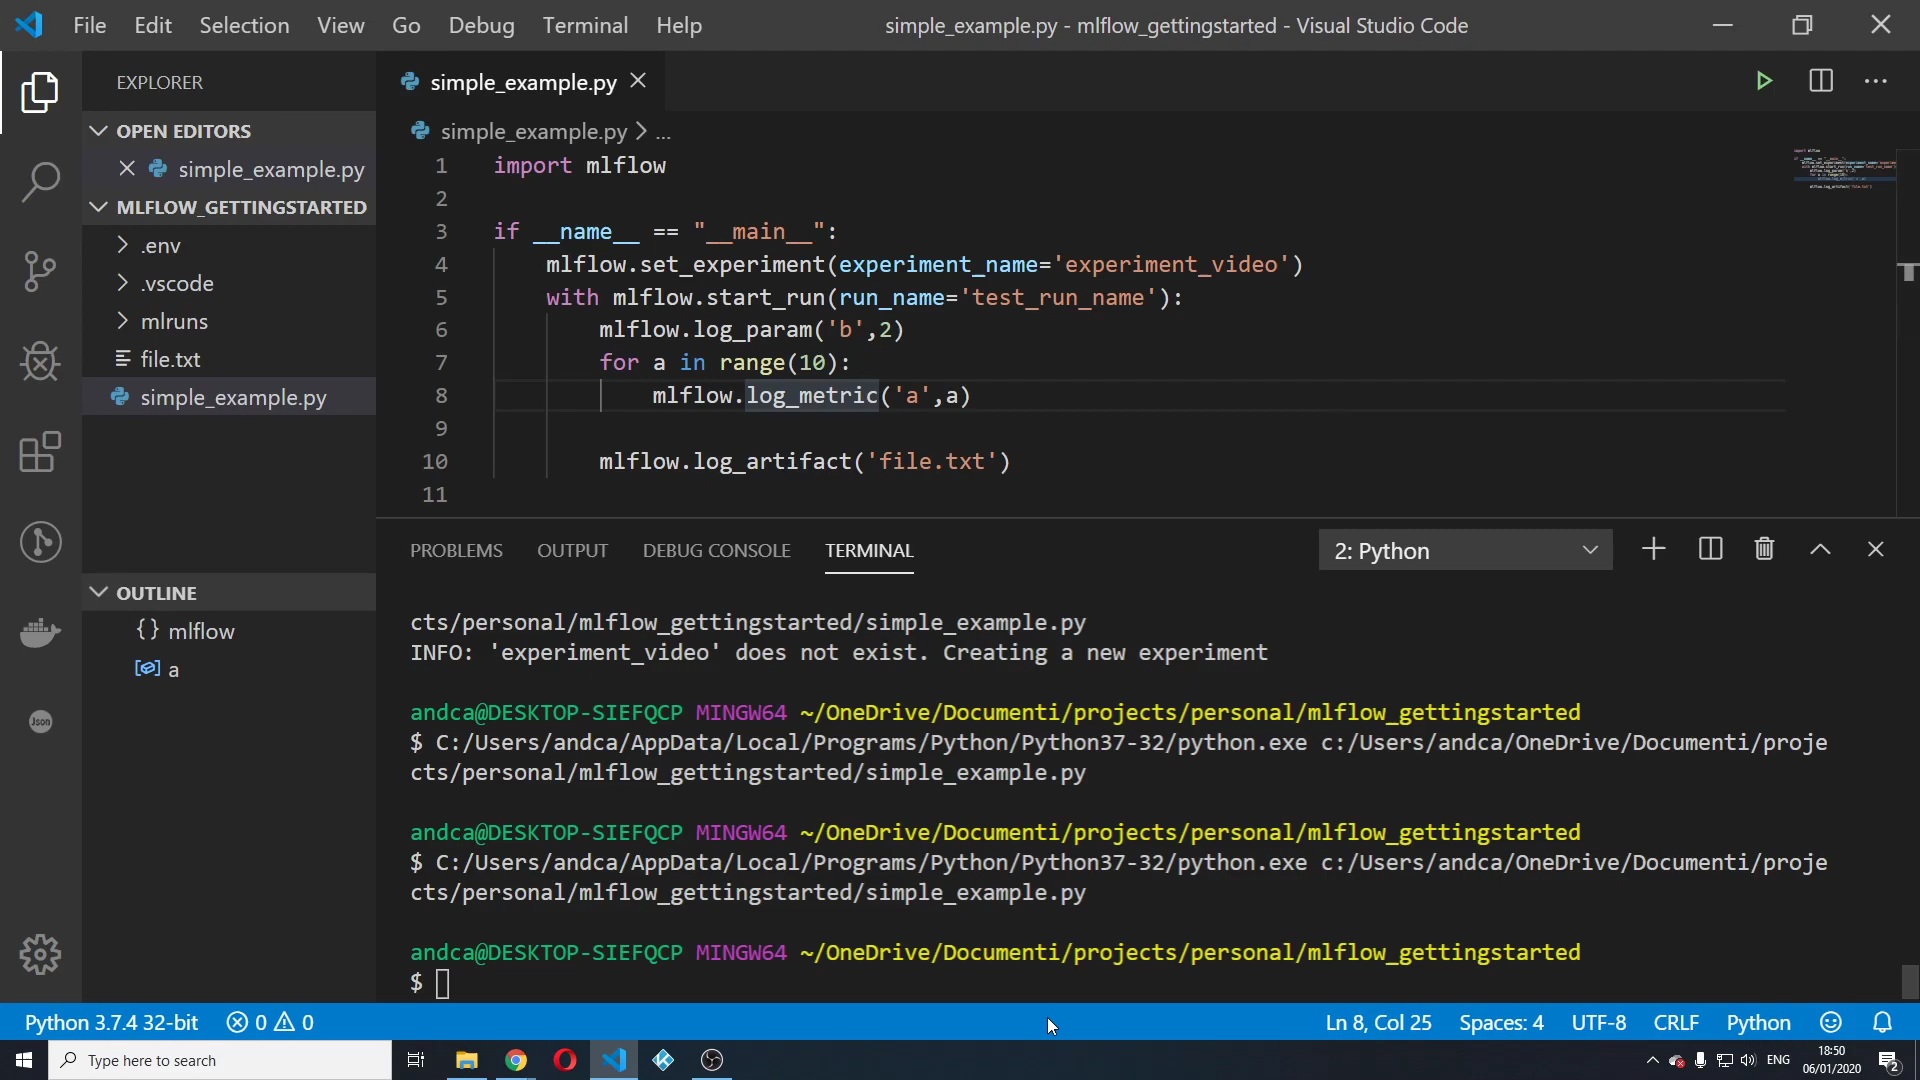 File Edit Selection View Go Debug Terminal Help
simple_example.py - mlflow_gettingstarted - Visual Studio Code
EXPLORER
OPEN EDITORS
simple_example.py
MLFLOW_GETTINGSTARTED
.env
.vscode
mlruns
file.txt
simple_example.py
OUTLINE
{} mlflow
a
Json
simple_example.py
simple_example.py > ...
1 import mlflow
2
3 if __name__ == "__main__":
4 mlflow.set_experiment(experiment_name='experiment_video')
5 with mlflow.start_run(run_name='test_run_name'):
6 mlflow.log_param('b',2)
7 for a in range(10):
8 mlflow.log_metric('a',a)
9
10 mlflow.log_artifact('file.txt')
11
PROBLEMS OUTPUT DEBUG CONSOLE TERMINAL
2: Python
cts/personal/mlflow_gettingstarted/simple_example.py
INFO: 'experiment_video' does not exist. Creating a new experiment
andca@DESKTOP-SIEFQCP MINGW64 ~/OneDrive/Documenti/projects/personal/mlflow_gettingstarted
$ C:/Users/andca/AppData/Local/Programs/Python/Python37-32/python.exe c:/Users/andca/OneDrive/Documenti/proje
cts/personal/mlflow_gettingstarted/simple_example.py
andca@DESKTOP-SIEFQCP MINGW64 ~/OneDrive/Documenti/projects/personal/mlflow_gettingstarted
$ C:/Users/andca/AppData/Local/Programs/Python/Python37-32/python.exe c:/Users/andca/OneDrive/Documenti/proje
cts/personal/mlflow_gettingstarted/simple_example.py
andca@DESKTOP-SIEFQCP MINGW64 ~/OneDrive/Documenti/projects/personal/mlflow_gettingstarted
$
Python 3.7.4 32-bit 0 0
Ln 8, Col 25 Spaces: 4 UTF-8 CRLF Python
Type here to search
ENG
18:50
06/01/2020
2